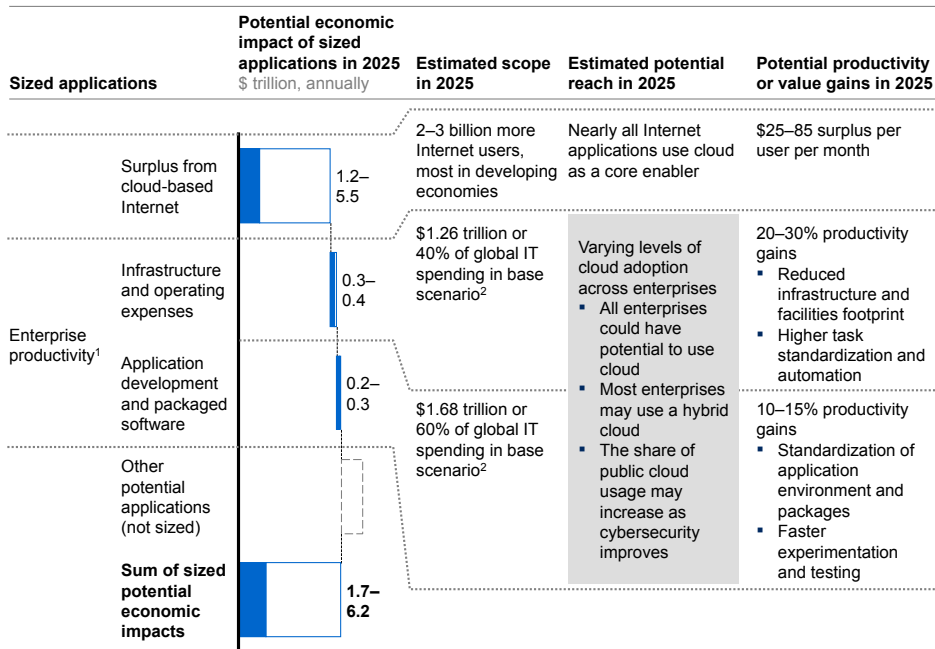 Sized applications
Potential economic
impact of sized
applications in 2025
$ trillion, annually
Estimated scope
in 2025
Estimated potential
reach in 2025
Potential productivity
or value gains in 2025
Surplus from
cloud-based
Internet
1.2–
5.5
2–3 billion more
Internet users,
most in developing
economies
Nearly all Internet
applications use cloud
as a core enabler
$25–85 surplus per
user per month
Enterprise
productivity1
Infrastructure
and operating
expenses
0.3–
0.4
$1.26 trillion or
40% of global IT
spending in base
scenario2
Varying levels of
cloud adoption
across enterprises
▪ All enterprises
could have
potential to use
cloud
▪ Most enterprises
may use a hybrid
cloud
▪ The share of
public cloud
usage may
increase as
cybersecurity
improves
20–30% productivity
gains
▪ Reduced
infrastructure and
facilities footprint
▪ Higher task
standardization and
automation
Application
development
and packaged
software
0.2–
0.3
$1.68 trillion or
60% of global IT
spending in base
scenario2
10–15% productivity
gains
▪ Standardization of
application
environment and
packages
▪ Faster
experimentation
and testing
Other
potential
applications
(not sized)
Sum of sized
potential
economic
impacts
1.7–
6.2